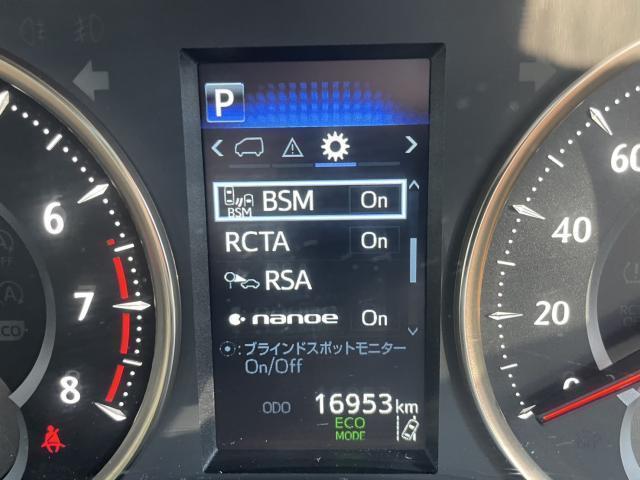 P
BSM BSM On
RCTA On
RSA
nanoe On
:ブラインドスポットモニター
On/Off
ODO 16953km
ECO
MODE
6
7
8
60
40
20
0